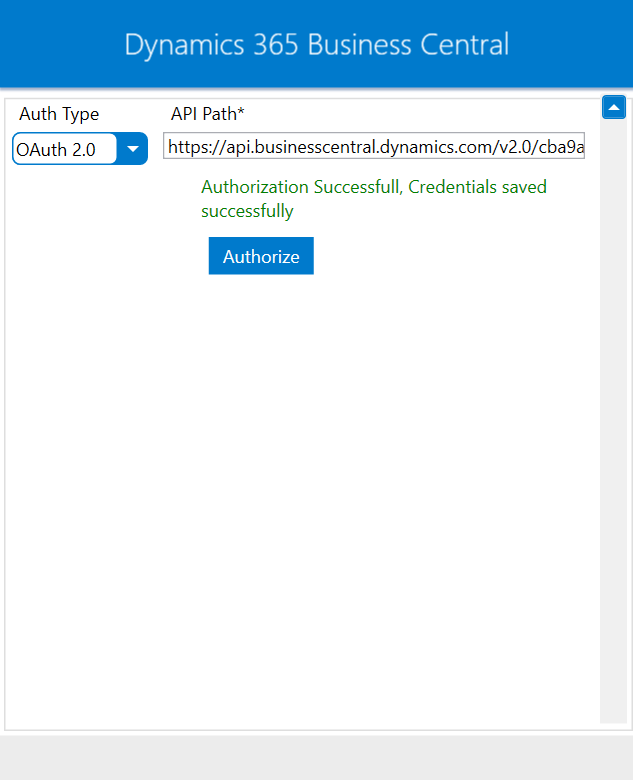 Dynamics 365 Business Central
Auth Type
API Path*
OAuth 2.0
https://api.businesscentral.dynamics.com/v2.0/cba9a
Authorization Successfull, Credentials saved
successfully
Authorize